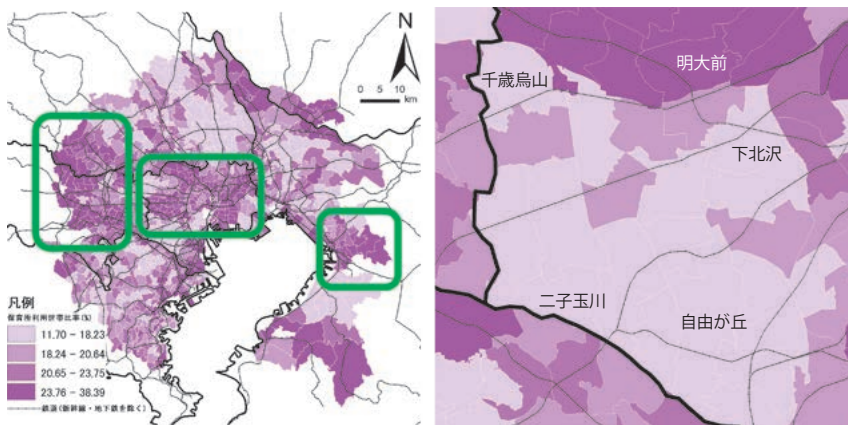 N
0 5 10
km
凡例
保育所利用世帯比率(%)
11.70 - 18.23
18.24 - 20.64
20.65 - 23.75
23.76 - 38.39
鉄道(新幹線・地下鉄を除く)
千歳烏山
明大前
下北沢
二子玉川
自由が丘